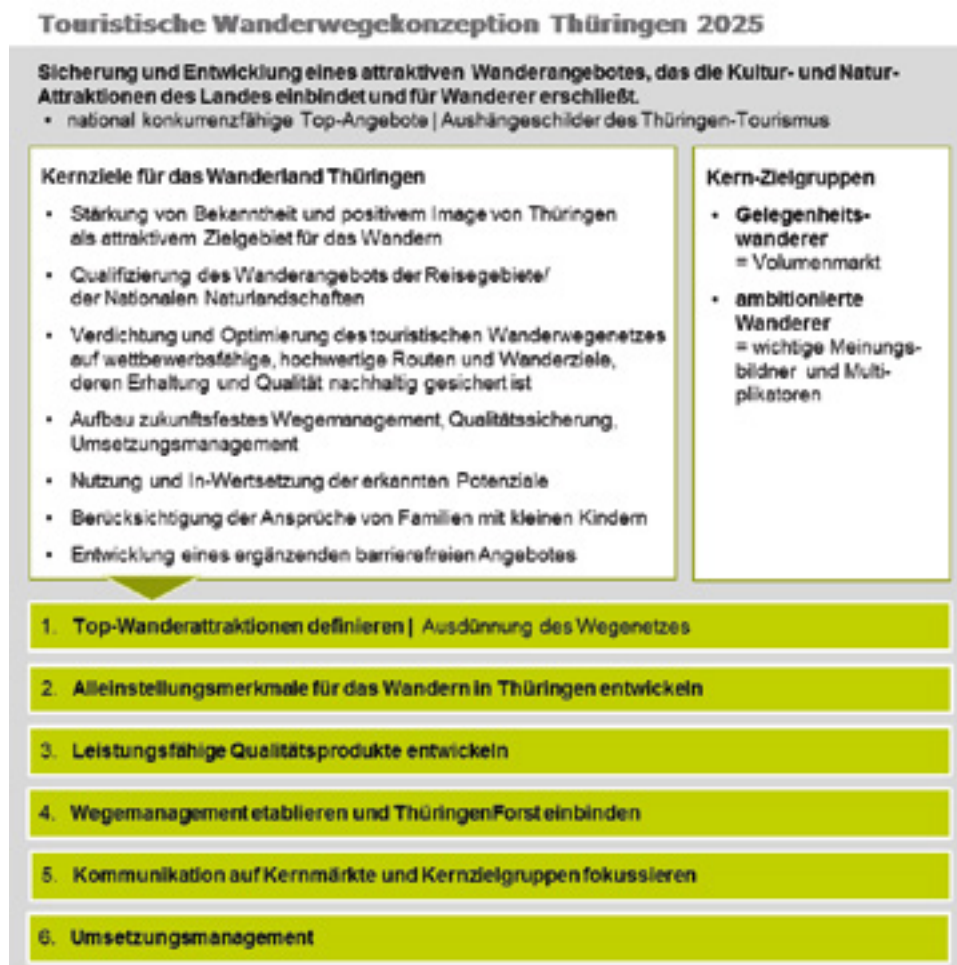 Touristische Wanderwegekonzeption Thüringen 2025
Sicherung und Entwicklung eines attraktiven Wanderangebotes, das die Kultur- und Natur-
Attraktionen des Landes einbindet und für Wanderer erschließt.
• national konkurrenzfähige Top-Angebote | Aushängeschilder des Thüringen-Tourismus
Kernziele für das Wanderland Thüringen
• Stärkung von Bekanntheit und positivem Image von Thüringen
als attraktivem Zielgebiet für das Wandern
• Qualifizierung des Wanderangebots der Reisegebiete/
der Nationalen Naturlandschaften
• Verdichtung und Optimierung des touristischen Wanderwegenetzes
auf wettbewerbsfähige, hochwertige Routen und Wanderziele,
deren Erhaltung und Qualität nachhaltig gesichert ist
• Aufbau zukunftsfestes Wegemanagement, Qualitätssicherung,
Umsetzungsmanagement
• Nutzung und In-Wertsetzung der erkannten Potenziale
• Berücksichtigung der Ansprüche von Familien mit kleinen Kindern
• Entwicklung eines ergänzenden barrierefreien Angebotes
Kern-Zielgruppen
• Gelegenheits-
wanderer
= Volumenmarkt
• ambitionierte
Wanderer
= wichtige Meinungs-
bildner und Multi-
plikatoren
1. Top-Wanderattraktionen definieren | Ausdünnung des Wegenetzes
2. Alleinstellungsmerkmale für das Wandern in Thüringen entwickeln
3. Leistungsfähige Qualitätsprodukte entwickeln
4. Wegemanagement etablieren und ThüringenForst einbinden
5. Kommunikation auf Kernmärkte und Kernzielgruppen fokussieren
6. Umsetzungsmanagement